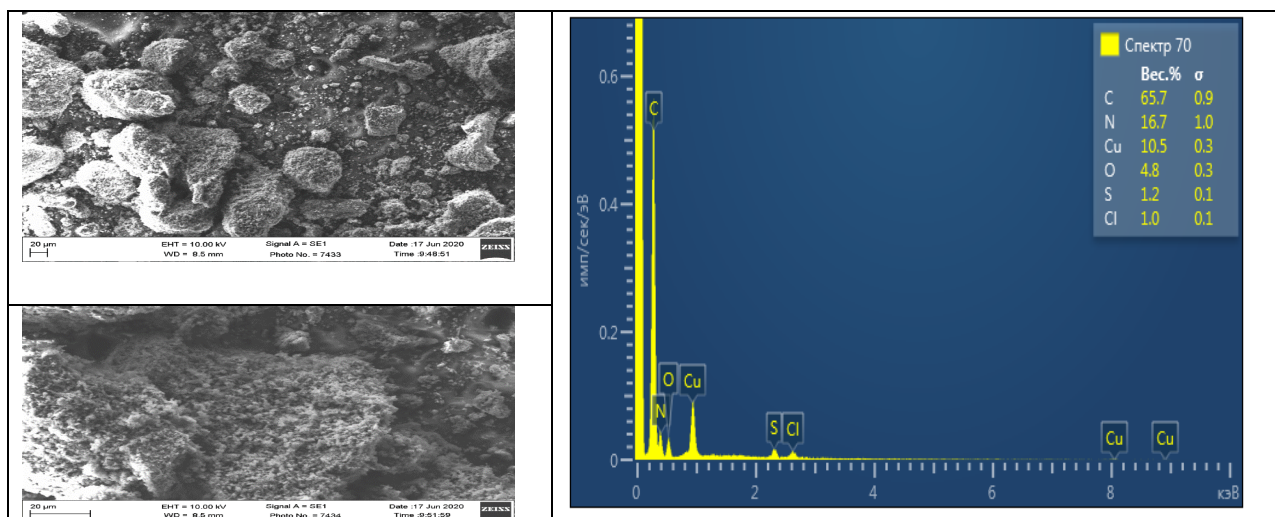 20 µm
EHT = 10.00 kV
Signal A = SE1
Date :17 Jun 2020
WD = 8.5 mm
Photo No. = 7433
Time :9:48:51
ZEISS
20 µm
EHT = 10.00 kV
Signal A = SE1
Date :17 Jun 2020
WD = 8.5 mm
Photo No. = 7434
Time :9:51:59
ZEISS
Спектр 70
Вес.% σ
C 65.7 0.9
N 16.7 1.0
Cu 10.5 0.3
O 4.8 0.3
S 1.2 0.1
Cl 1.0 0.1
имп/сек/эВ
0.6
0.4
0.2
0
C
O
Cu
N
S
Cl
Cu
Cu
0
2
4
6
8
кэВ